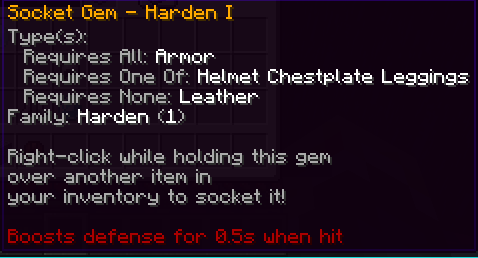 Socket Gem - Harden I
Type(s):
Requires All: Armor
Requires One Of: Helmet Chestplate Leggings
Requires None: Leather
Family: Harden (1)
Right-click while holding this gem
over another item in
your inventory to socket it!
Boosts defense for 0.5s when hit